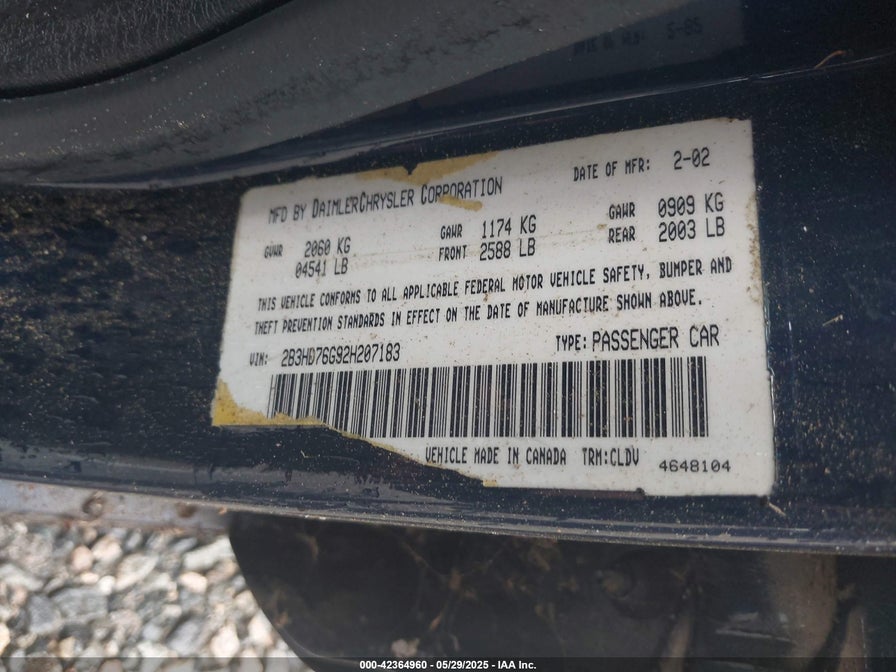 MFD BY DAIMLERCHRYSLER CORPORATION
DATE OF MFR: 2-02
GVWR 2060 KG
04541 LB
GAWR 1174 KG
FRONT 2588 LB
GAWR 0909 KG
REAR 2003 LB
THIS VEHICLE CONFORMS TO ALL APPLICABLE FEDERAL MOTOR VEHICLE SAFETY, BUMPER AND
THEFT PREVENTION STANDARDS IN EFFECT ON THE DATE OF MANUFACTURE SHOWN ABOVE.
VIN: 2B3HD76G92H207183
TYPE: PASSENGER CAR
VEHICLE MADE IN CANADA TRM:CLDV 4648104
000-42364960 - 05/29/2025 - IAA Inc.